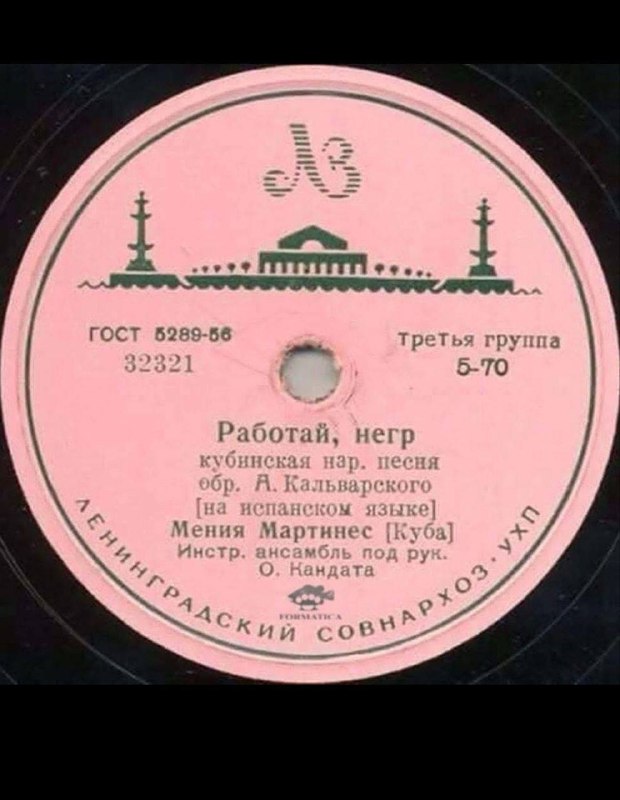 ЛЗ
ГОСТ 5289-56
32321
третья группа
5-70
Работай, негр
кубинская нар. песня
обр. А. Кальварского
[на испанском языке]
Мения Мартинес [Куба]
Инстр. ансамбль под рук.
О. Кандата
FORMATICA
ЛЕНИНГРАДСКИЙ СОВНАРХОЗ · УХП